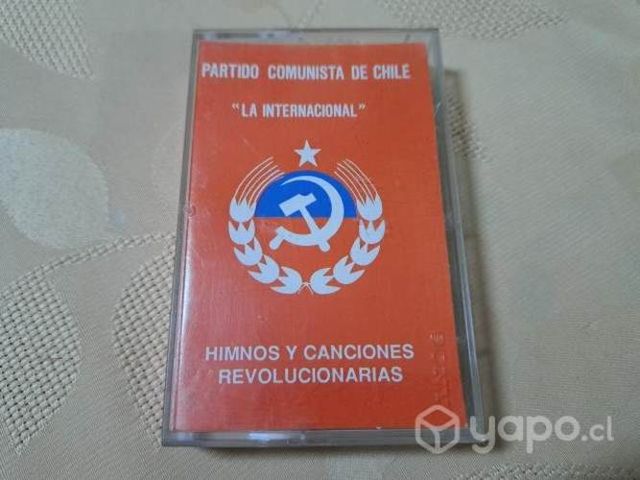 PARTIDO COMUNISTA DE CHILE
"LA INTERNACIONAL"
HIMNOS Y CANCIONES
REVOLUCIONARIAS
yapo.cl